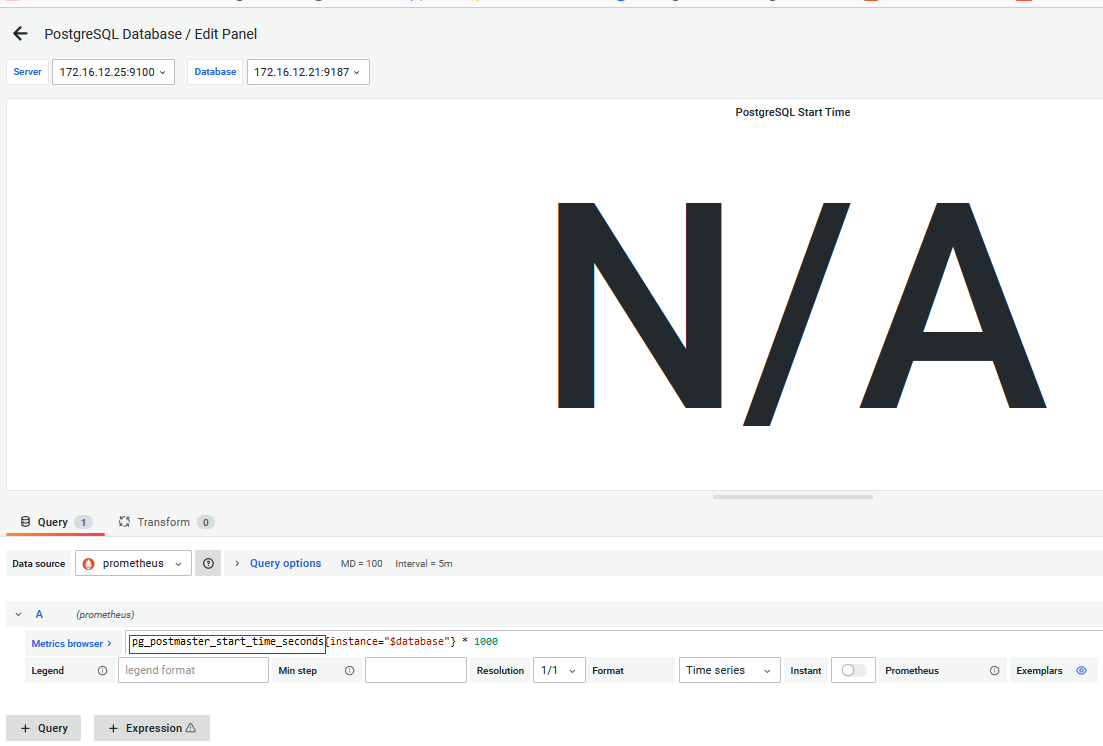 PostgreSQL Database / Edit Panel
Server 172.16.12.25:9100 Database 172.16.12.21:9187
PostgreSQL Start Time
N/A
Query 1 Transform 0
Data source prometheus Query options MD = 100 Interval = 5m
A (prometheus)
Metrics browser > pg_postmaster_start_time_seconds{instance="$database"} * 1000
Legend legend format Min step Resolution 1/1 Format Time series Instant Prometheus Exemplars
+ Query + Expression